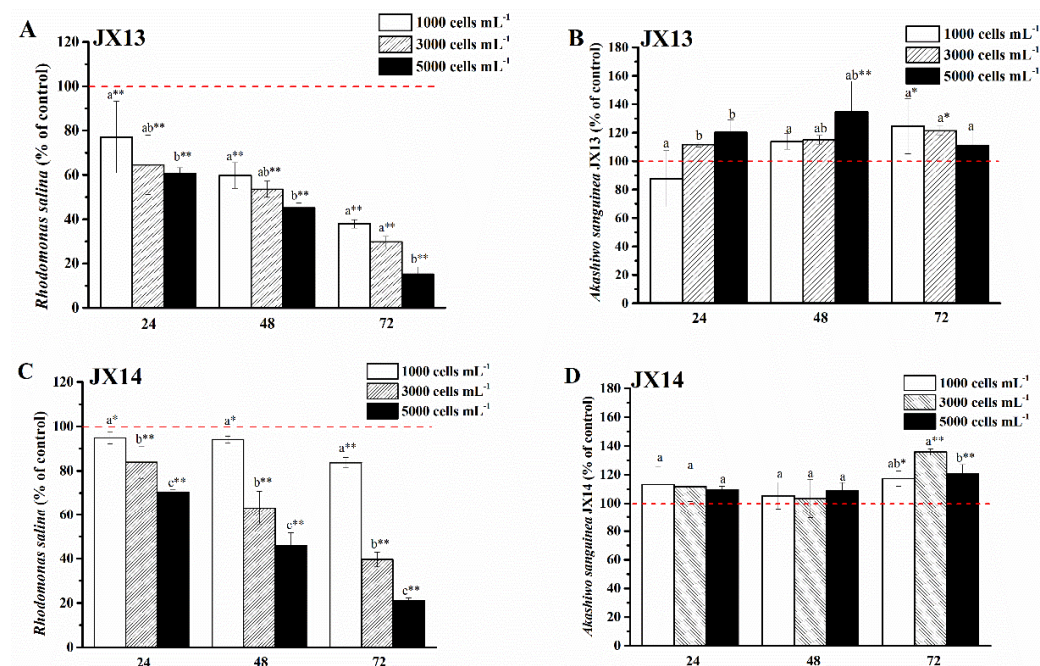 A
JX13
1000 cells mL-1
3000 cells mL-1
5000 cells mL-1
Rhodomonas salina (% of control)
120
100
80
60
40
20
0
a**
ab**
b**
a**
ab**
b**
a**
a**
b**
24 48 72
B
JX13
1000 cells mL-1
3000 cells mL-1
5000 cells mL-1
Akashiwo sanguinea JX13 (% of control)
180
160
140
120
100
80
60
40
20
0
a
b
b
a
ab
ab**
a*
a*
a
24 48 72
C
JX14
1000 cells mL-1
3000 cells mL-1
5000 cells mL-1
Rhodomonas salina (% of control)
120
100
80
60
40
20
0
a*
b**
c**
a*
b**
c**
a**
b**
c**
24 48 72
D
JX14
1000 cells mL-1
3000 cells mL-1
5000 cells mL-1
Akashiwo sanguinea JX14 (% of control)
180
160
140
120
100
80
60
40
20
0
a
a
a
a
a
a
ab*
a**
b**
24 48 72